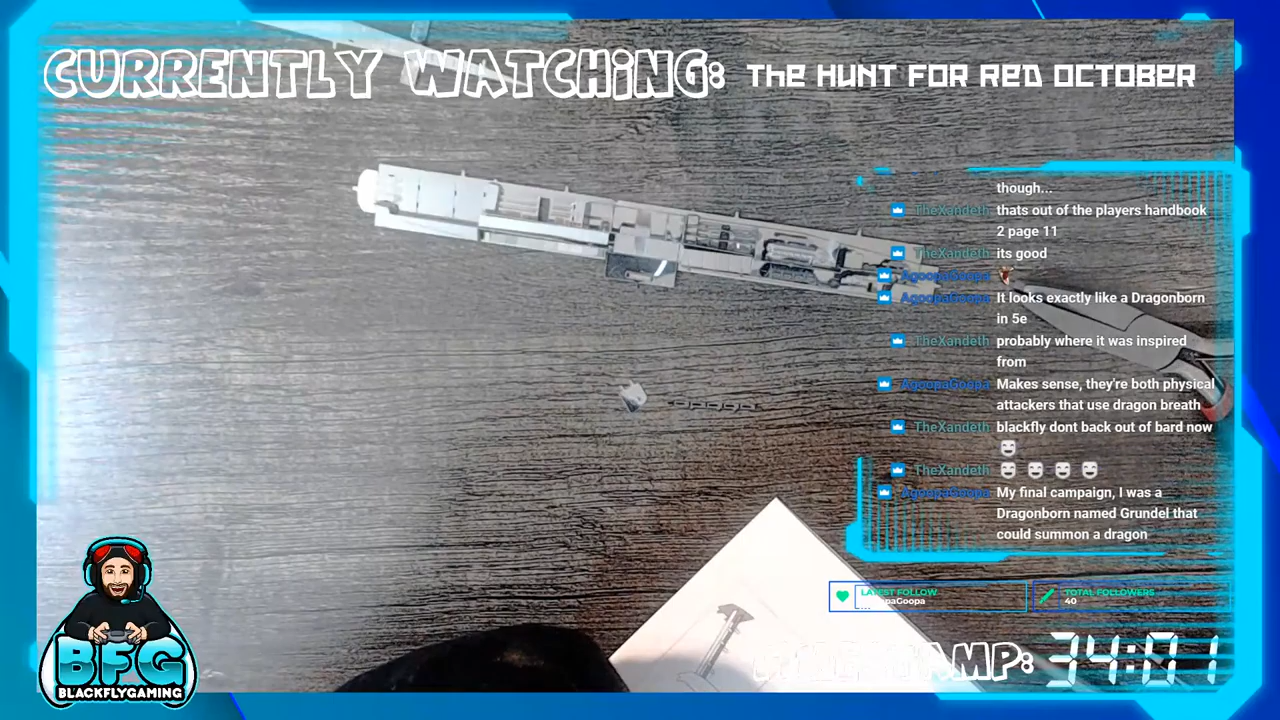 CURRENTLY WATCHING: THE HUNT FOR RED OCTOBER
though...
TheXandeth thats out of the players handbook
2 page 11
TheXandeth its good
AgoopaGoopa
AgoopaGoopa It looks exactly like a Dragonborn
in 5e
TheXandeth probably where it was inspired
from
AgoopaGoopa Makes sense, they're both physical
attackers that use dragon breath
TheXandeth blackfly dont back out of bard now
TheXandeth
AgoopaGoopa My final campaign, I was a
Dragonborn named Grundel that
could summon a dragon
LATEST FOLLOW
TOTAL FOLLOWERS
40
34:01
BFG
BLACKFLYGAMING